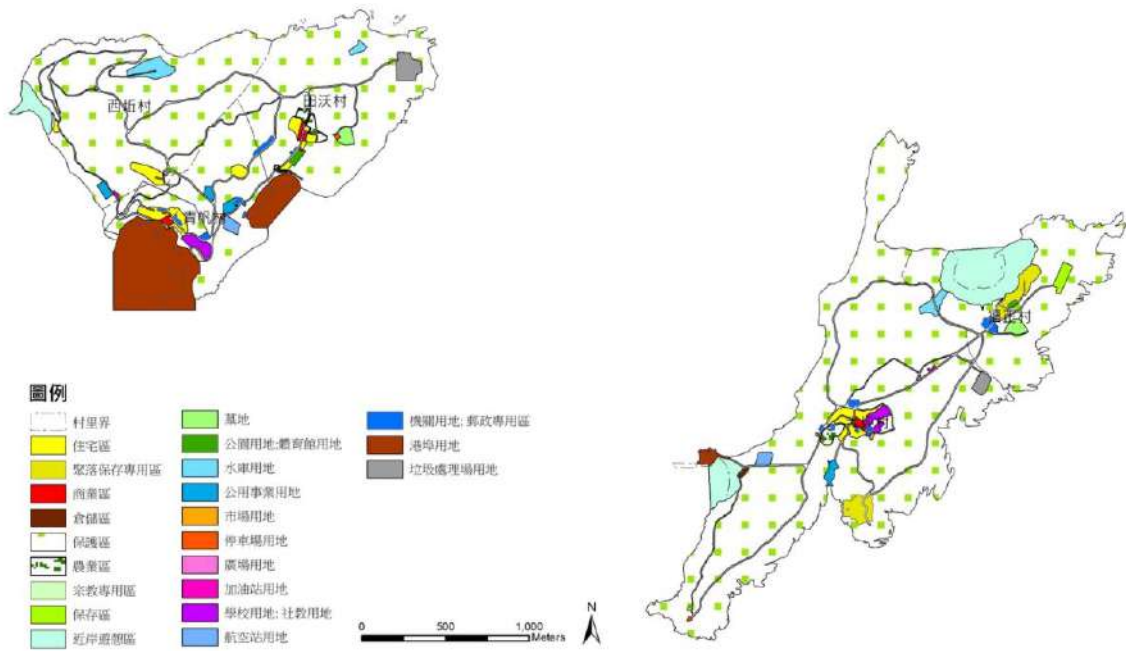 西坵村
田沃村
青帆村
圖例
村里界
住宅區
聚落保存專用區
商業區
倉儲區
保護區
農業區
宗教專用區
保存區
近岸遊憩區
墓地
公園用地;體育館用地
水庫用地
公用事業用地
市場用地
停車場用地
廣場用地
加油站用地
學校用地; 社教用地
航空站用地
機關用地; 郵政專用區
港埠用地
垃圾處理場用地
0 500 1,000
Meters
N